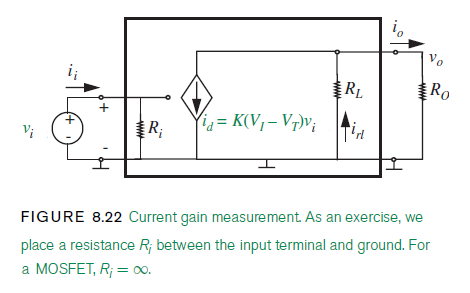 i_o
v_o
i_i
+
R_L
R_O
+
v_i
+
-
R_i
i_d = K(V_I – V_T)v_i
i_rl
-
FIGURE 8.22 Current gain measurement. As an exercise, we
place a resistance R_i between the input terminal and ground. For
a MOSFET, R_i = ∞.